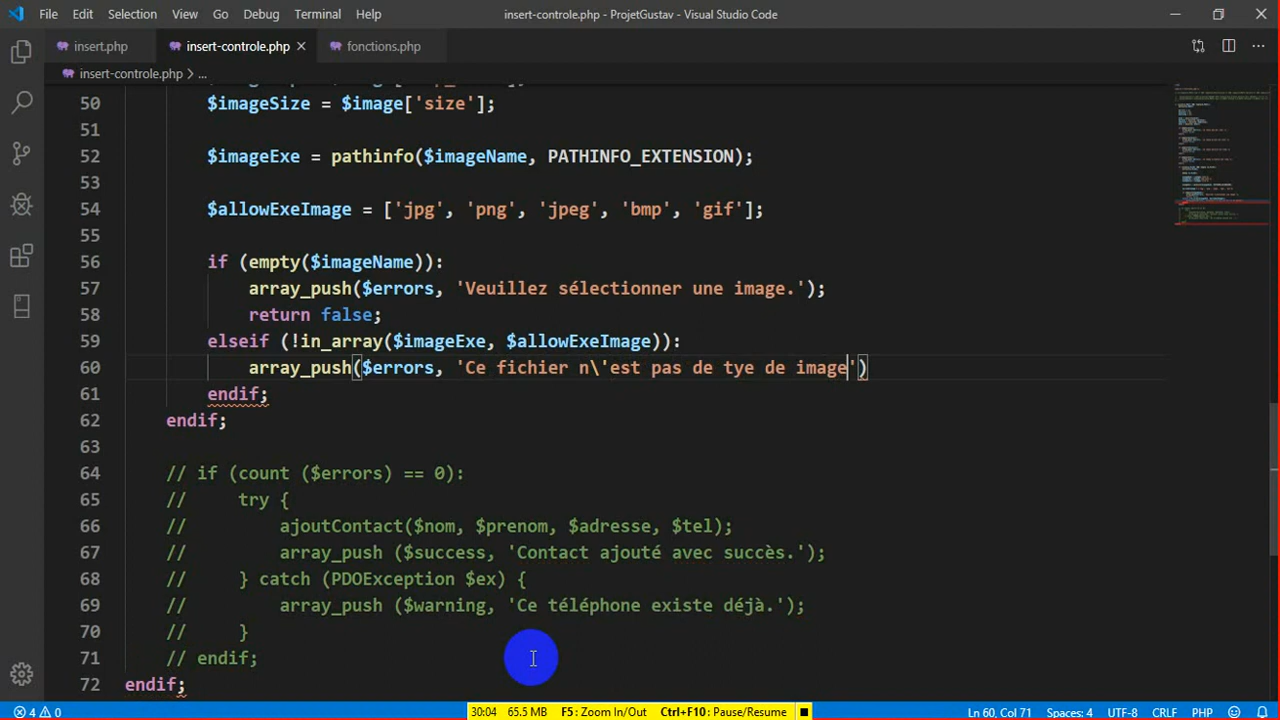 File Edit Selection View Go Debug Terminal Help insert-controle.php - ProjetGustav - Visual Studio Code
insert.php insert-controle.php × fonctions.php
insert-controle.php > ...
50 $imageSize = $image['size'];
51
52 $imageExe = pathinfo($imageName, PATHINFO_EXTENSION);
53
54 $allowExeImage = ['jpg', 'png', 'jpeg', 'bmp', 'gif'];
55
56 if (empty($imageName)):
57 array_push($errors, 'Veuillez sélectionner une image.');
58 return false;
59 elseif (!in_array($imageExe, $allowExeImage)):
60 array_push($errors, 'Ce fichier n\'est pas de tye de image')
61 endif;
62 endif;
63
64 // if (count ($errors) == 0):
65 // try {
66 // ajoutContact($nom, $prenom, $adresse, $tel);
67 // array_push ($success, 'Contact ajouté avec succès.');
68 // } catch (PDOException $ex) {
69 // array_push ($warning, 'Ce téléphone existe déjà.');
70 // }
71 // endif;
72 endif;
4 0 30:04 65.5 MB F5: Zoom In/Out Ctrl+F10: Pause/Resume Ln 60, Col 71 Spaces: 4 UTF-8 CRLF PHP